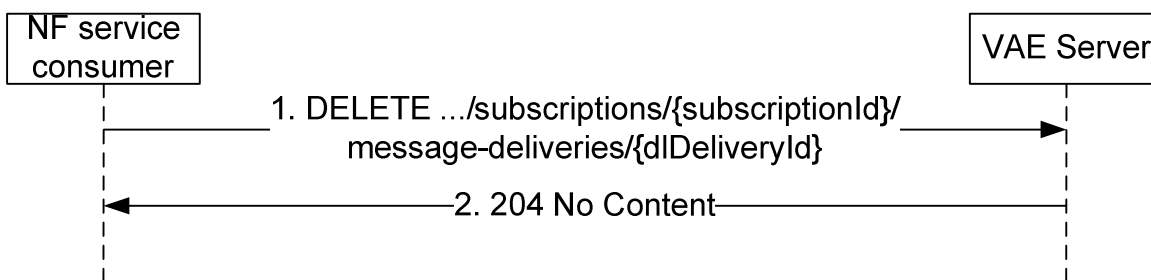 NF service
consumer
VAE Server
1. DELETE .../subscriptions/{subscriptionId}/
message-deliveries/{dlDeliveryId}
2. 204 No Content